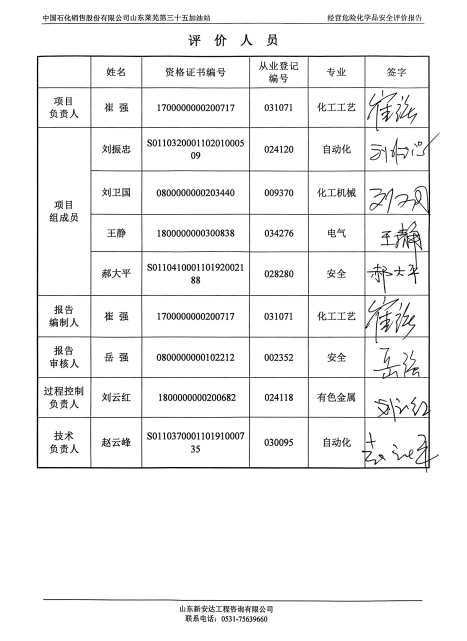 中国石化销售股份有限公司山东莱芜第三十五加油站 经营危险化学品安全评价报告
评 价 人 员
姓名 资格证书编号 从业登记编号 专业 签字
项目负责人 崔 强 1700000000200717 031071 化工工艺 崔强
项目组成员 刘振忠 S011032000110201000509 024120 自动化
刘卫国 0800000000203440 009370 化工机械 刘卫国
王静 1800000000300838 034276 电气 王静
郝大平 S011041000110192000218​8 028280 安全 郝大平
报告编制人 崔 强 1700000000200717 031071 化工工艺 崔强
报告审核人 岳 强 0800000000102212 002352 安全 岳强
过程控制负责人 刘云红 1800000000200682 024118 有色金属 刘云红
技术负责人 赵云峰 S011037000110191000735 030095 自动化
山东新安达工程咨询有限公司
联系电话：0531-75639660